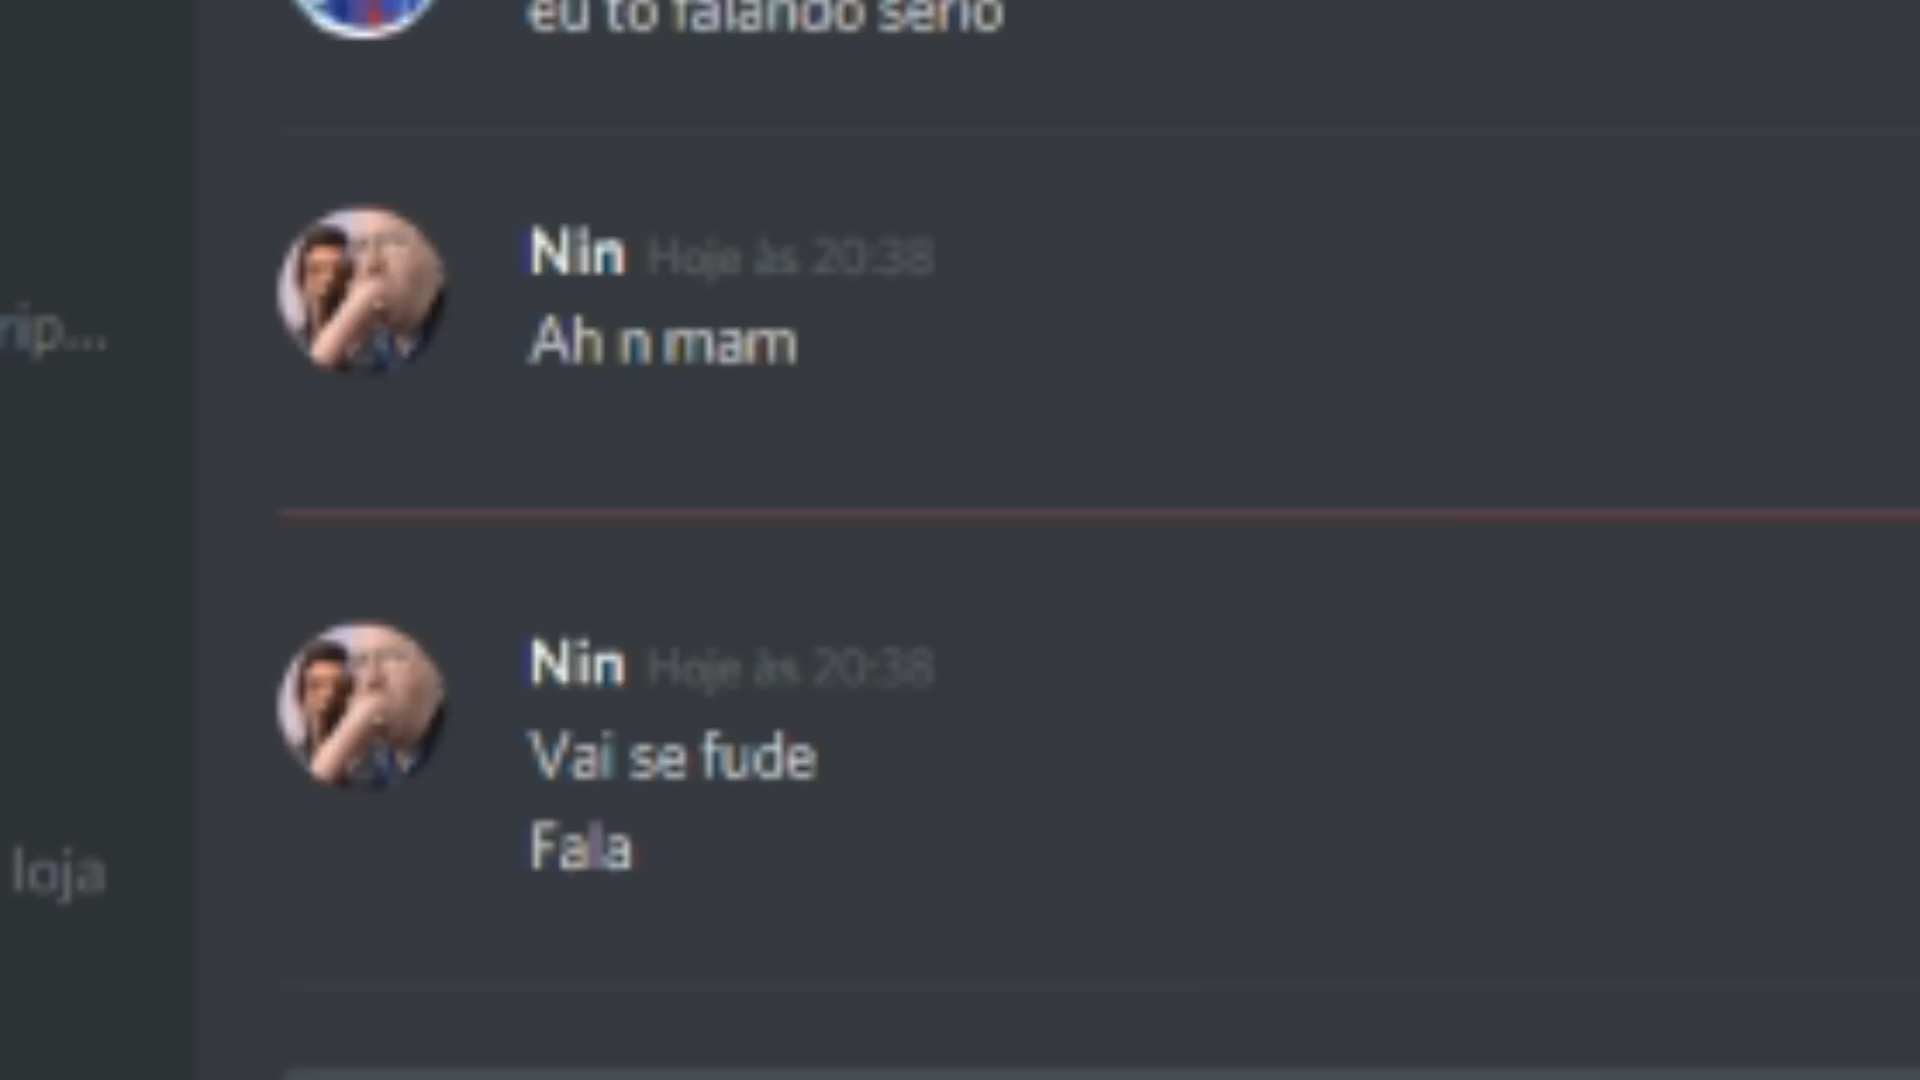 eu to falando serio
Nin Hoje às 20:38
Ah n mam
rip...
Nin Hoje às 20:38
Vai se fude
Fala
loja